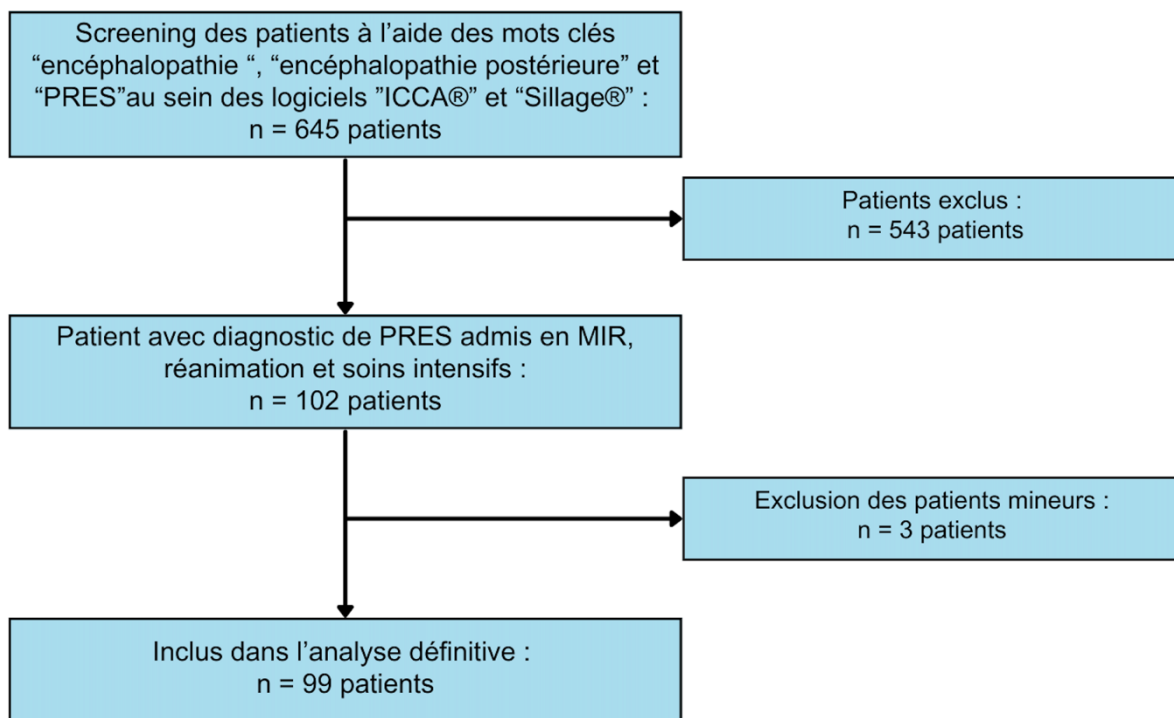 Screening des patients à l’aide des mots clés
“encéphalopathie “, “encéphalopathie postérieure” et
“PRES”au sein des logiciels ”ICCA®” et “Sillage®” :
n = 645 patients
Patients exclus :
n = 543 patients
Patient avec diagnostic de PRES admis en MIR,
réanimation et soins intensifs :
n = 102 patients
Exclusion des patients mineurs :
n = 3 patients
Inclus dans l’analyse définitive :
n = 99 patients